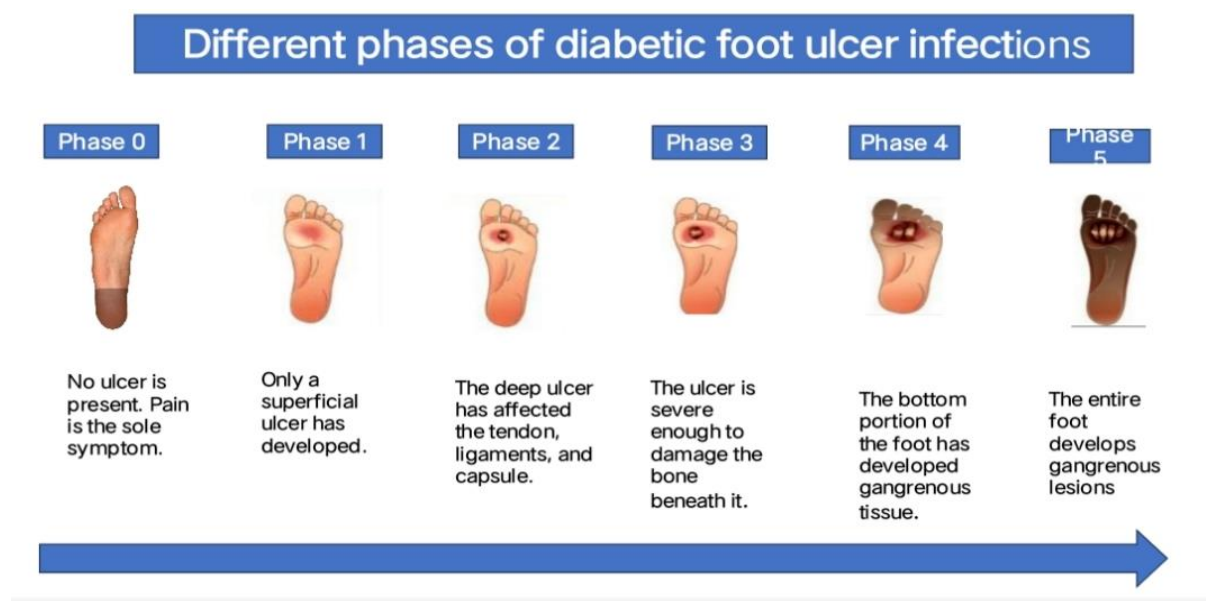 Different phases of diabetic foot ulcer infections
Phase 0
Phase 1
Phase 2
Phase 3
Phase 4
Phase
5
No ulcer is
present. Pain
is the sole
symptom.
Only a
superficial
ulcer has
developed.
The deep ulcer
has affected
the tendon,
ligaments, and
capsule.
The ulcer is
severe
enough to
damage the
bone
beneath it.
The bottom
portion of
the foot has
developed
gangrenous
tissue.
The entire
foot
develops
gangrenous
lesions